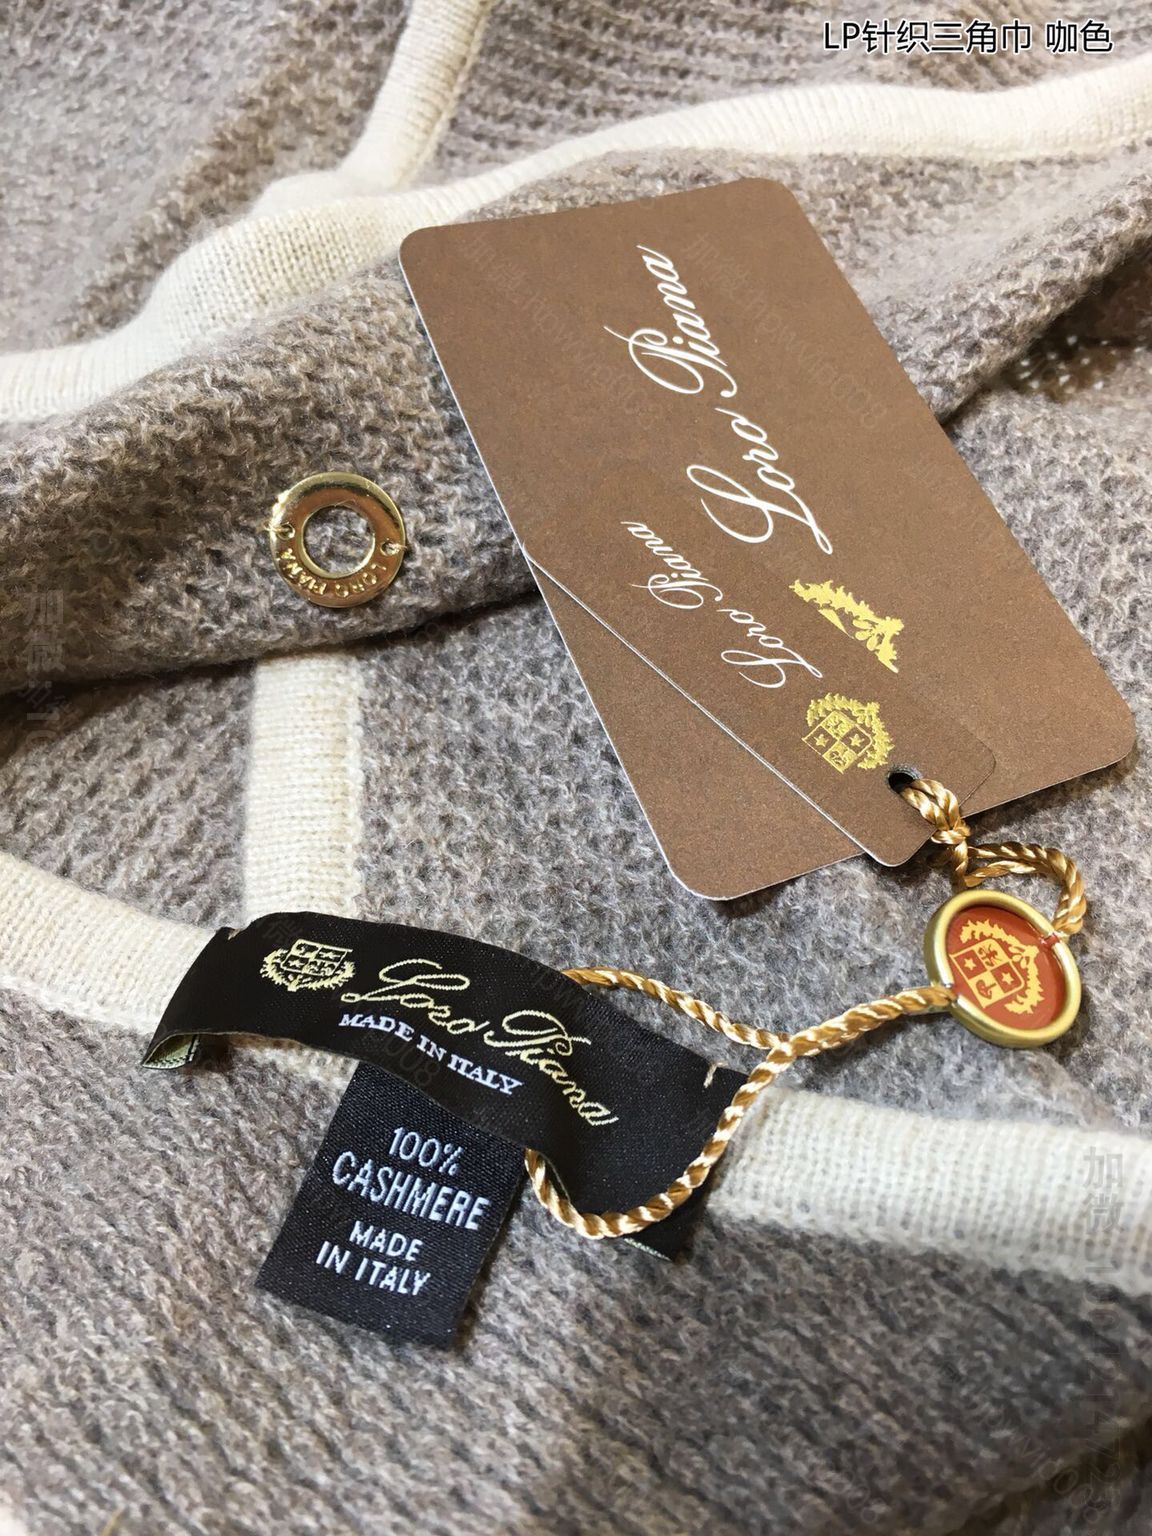 LP针织三角巾 咖色
Loro Piana
Loro Piana
LORO PIANA
Loro Piana
MADE IN ITALY
100%
CASHMERE
MADE
IN ITALY